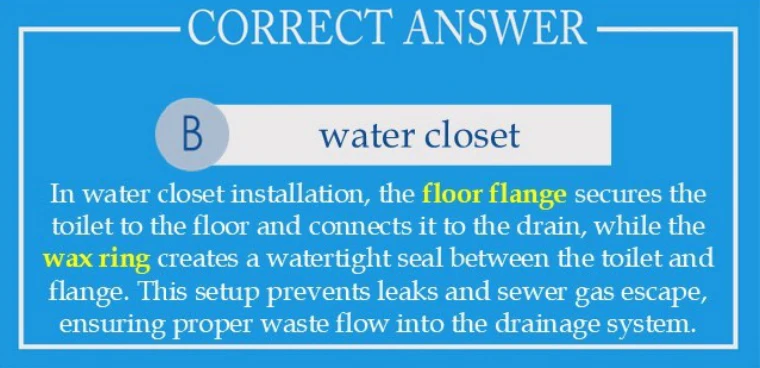 CORRECT ANSWER
B
water closet
In water closet installation, the floor flange secures the
toilet to the floor and connects it to the drain, while the
wax ring creates a watertight seal between the toilet and
flange. This setup prevents leaks and sewer gas escape,
ensuring proper waste flow into the drainage system.